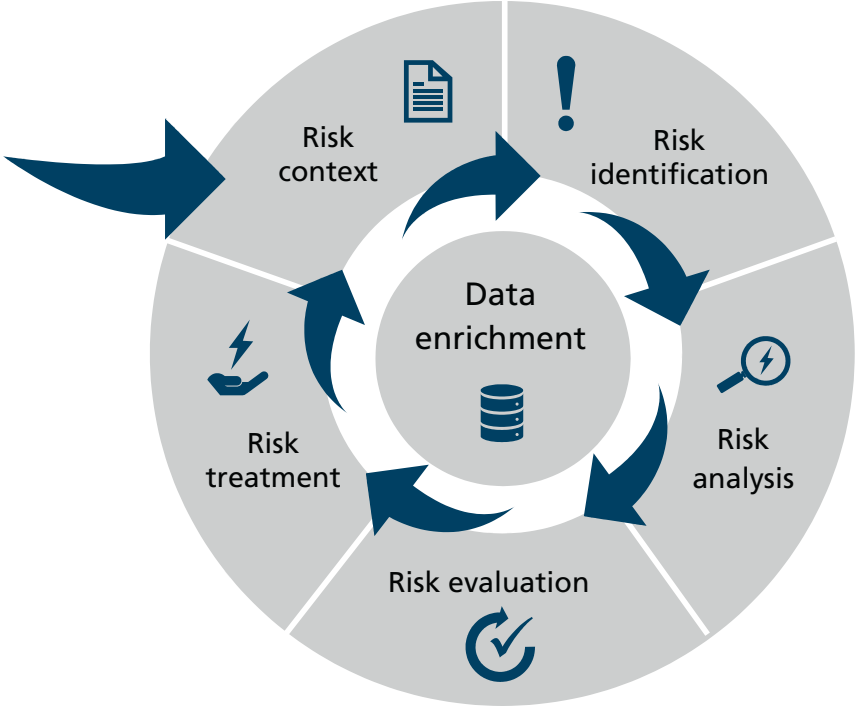 Risk
context
Risk
identification
Data
enrichment
Risk
analysis
Risk
treatment
Risk evaluation